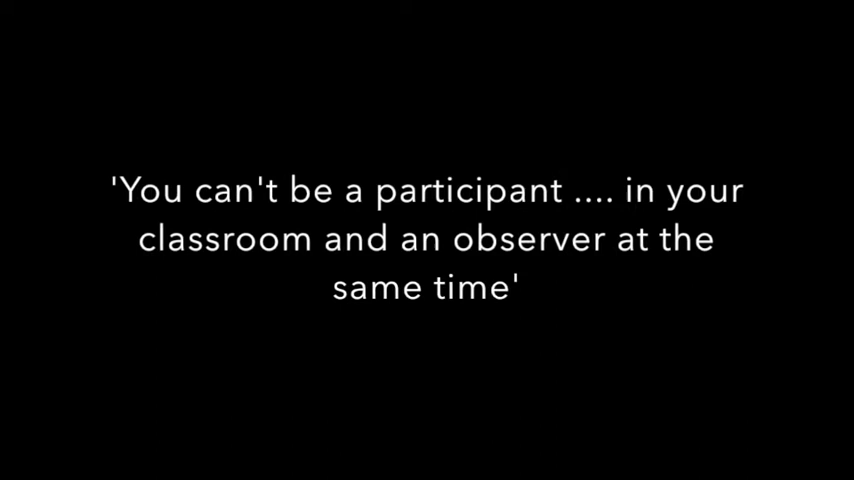 'You can't be a participant .... in your
classroom and an observer at the
same time'